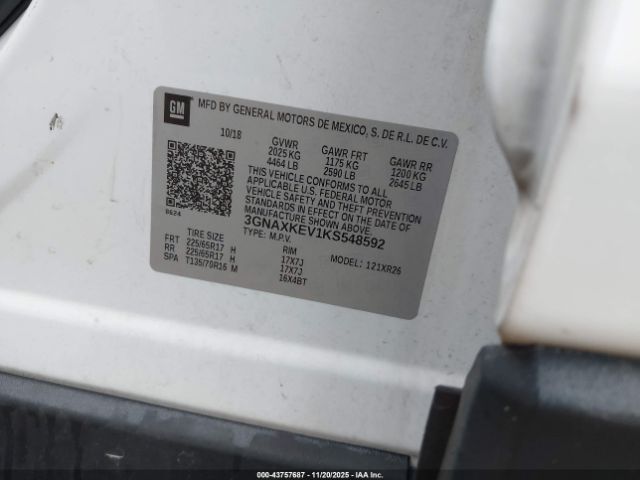 GM
MFD BY GENERAL MOTORS DE MEXICO, S. DE R.L. DE C.V.
10/18 GVWR GAWR FRT GAWR RR
2025 KG 1175 KG 1200 KG
4464 LB 2590 LB 2645 LB
THIS VEHICLE CONFORMS TO ALL
APPLICABLE U.S. FEDERAL MOTOR
VEHICLE SAFETY AND THEFT PREVENTION
STANDARDS IN EFFECT ON THE DATE OF
MANUFACTURE SHOWN ABOVE.
3GNAXKEV1KS548592
TYPE: M.P.V. MODEL: 121XR26
TIRE SIZE RIM
FRT 225/65R17 H 17X7J
RR 225/65R17 H 17X7J
SPA T135/70R16 M 16X4BT
000-43757687 - 11/20/2025 - IAA Inc.